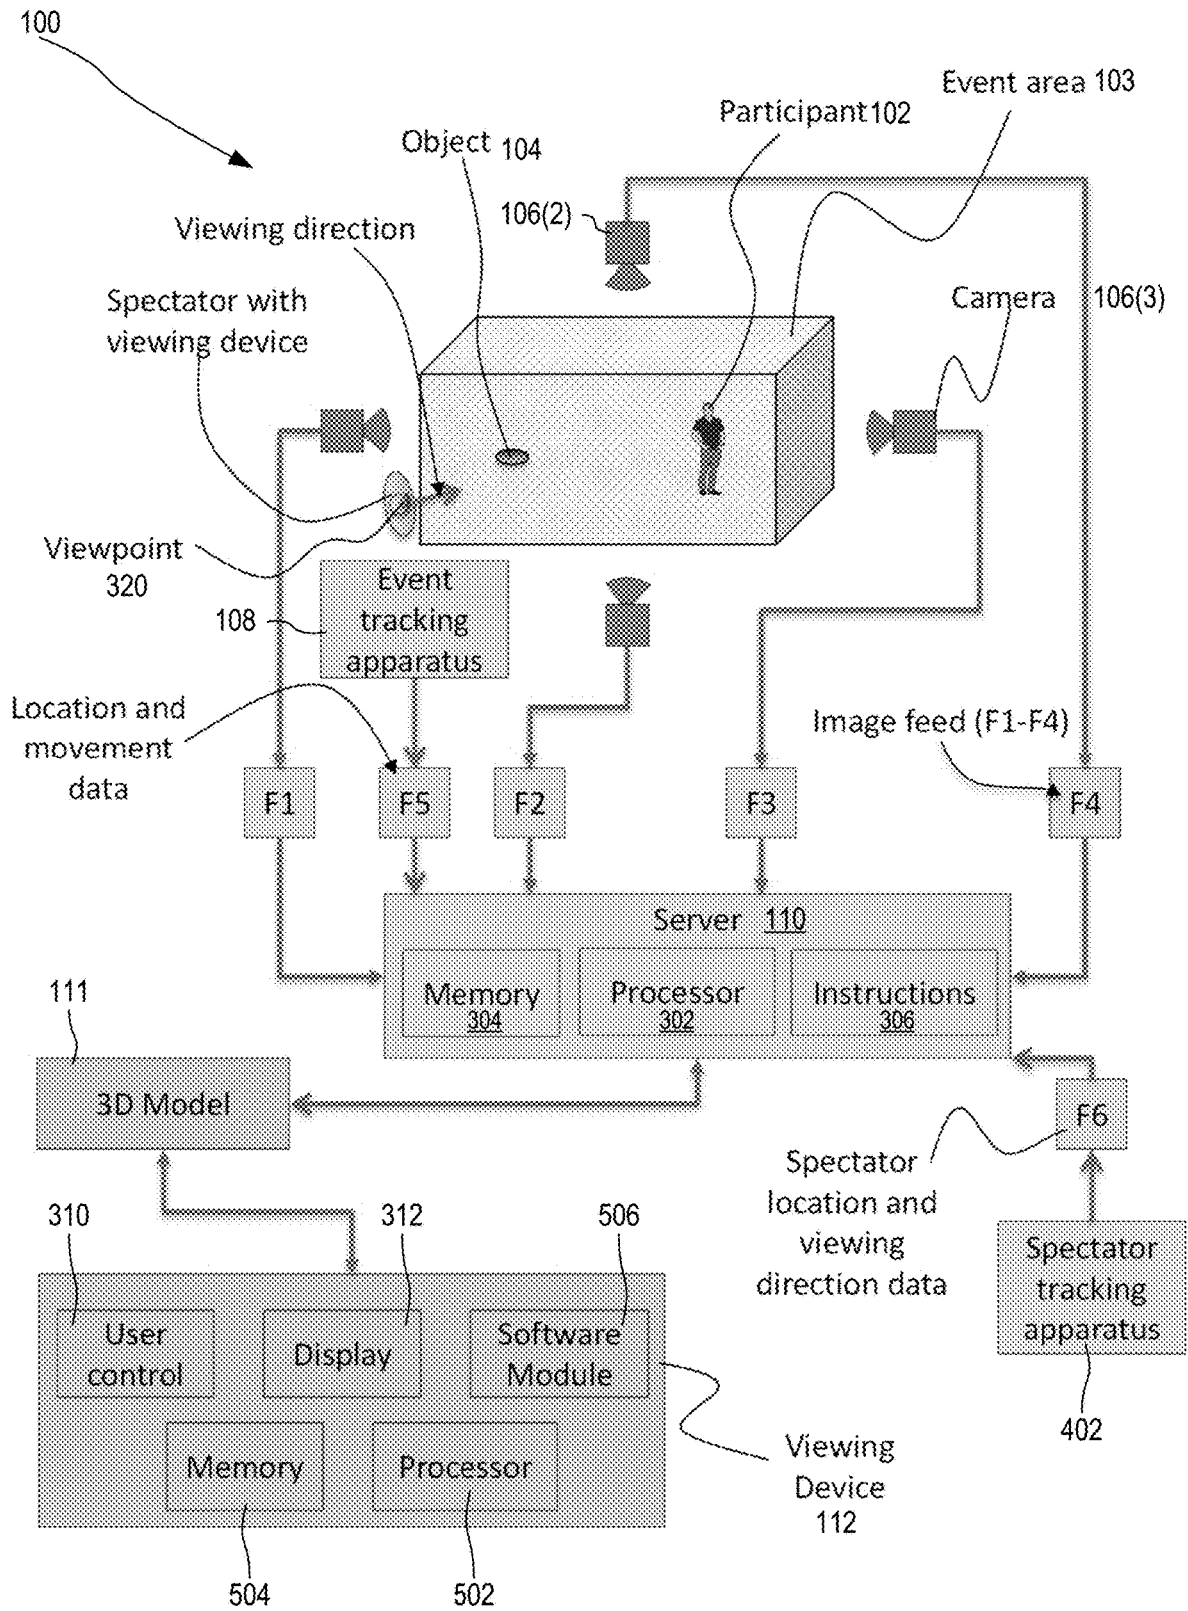 100
Event area 103
Participant 102
Object 104
106(2)
Viewing direction
Spectator with
viewing device
Camera 106(3)
Viewpoint
320
Event
tracking
apparatus
108
Location and
movement
data
Image feed (F1-F4)
F1
F5
F2
F3
F4
Server 110
Memory
304
Processor
302
Instructions
306
111
3D Model
F6
Spectator
location and
viewing
direction data
Spectator
tracking
apparatus
402
310
312
506
User
control
Display
Software
Module
Memory
Processor
Viewing
Device
112
504
502